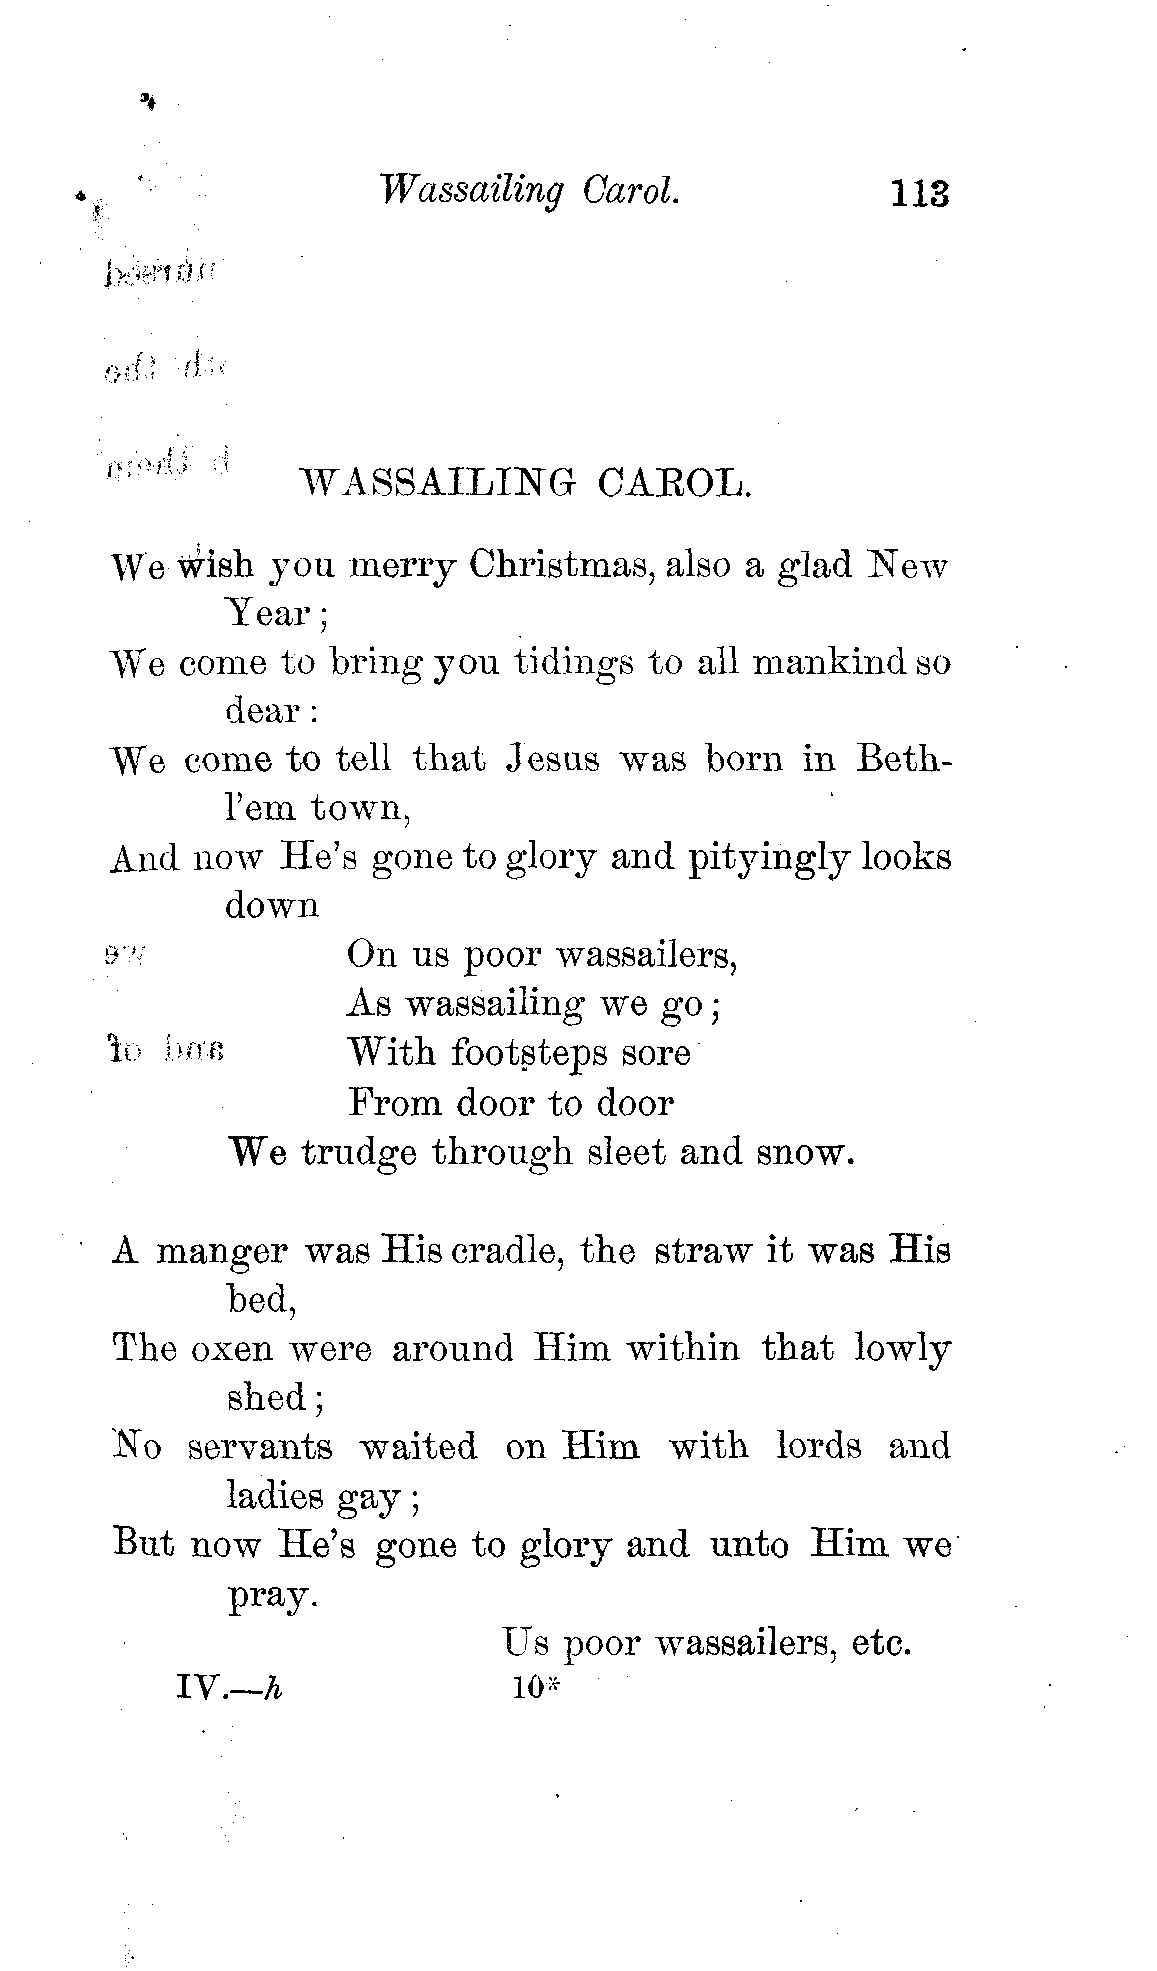 Wassailing Carol. 113
WASSAILING CAROL.
We wish you merry Christmas, also a glad New
Year;
We come to bring you tidings to all mankind so
dear:
We come to tell that Jesus was born in Beth-
l'em town,
And now He's gone to glory and pityingly looks
down
On us poor wassailers,
As wassailing we go;
With footsteps sore
From door to door
We trudge through sleet and snow.
A manger was His cradle, the straw it was His
bed,
The oxen were around Him within that lowly
shed;
No servants waited on Him with lords and
ladies gay;
But now He's gone to glory and unto Him we
pray.
Us poor wassailers, etc.
IV.—h 10*